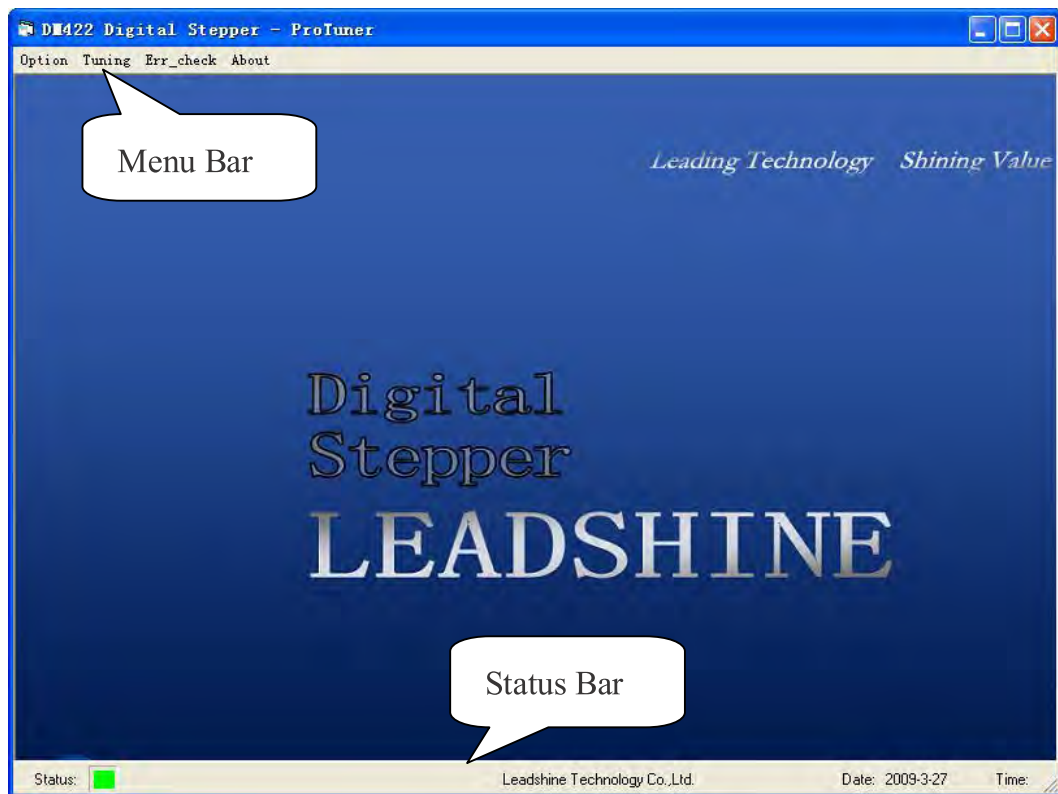 DM422 Digital Stepper - ProTuner
Option Tuning Err_check About
Menu Bar
Leading Technology Shining Value
Digital
Stepper
LEADSHINE
Status Bar
Status: Leadshine Technology Co.,Ltd. Date: 2009-3-27 Time: